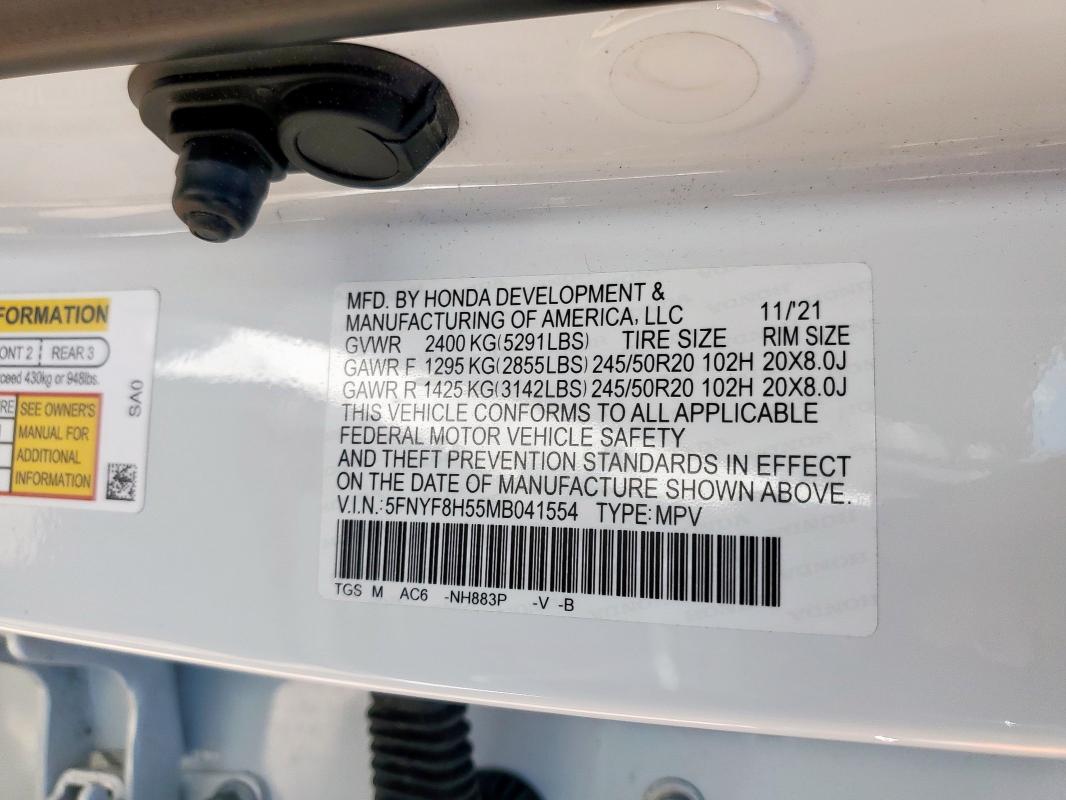 FORMATION
ONT 2 REAR 3
ceed 430kg or 948lbs.
RE SEE OWNER'S
MANUAL FOR
ADDITIONAL
INFORMATION
SA0
MFD. BY HONDA DEVELOPMENT &
MANUFACTURING OF AMERICA, LLC 11/'21
GVWR 2400 KG(5291LBS) TIRE SIZE RIM SIZE
GAWR F 1295 KG(2855LBS) 245/50R20 102H 20X8.0J
GAWR R 1425 KG(3142LBS) 245/50R20 102H 20X8.0J
THIS VEHICLE CONFORMS TO ALL APPLICABLE
FEDERAL MOTOR VEHICLE SAFETY
AND THEFT PREVENTION STANDARDS IN EFFECT
ON THE DATE OF MANUFACTURE SHOWN ABOVE.
V.I.N.: 5FNYF8H55MB041554 TYPE: MPV
TGS M AC6 -NH883P -V -B